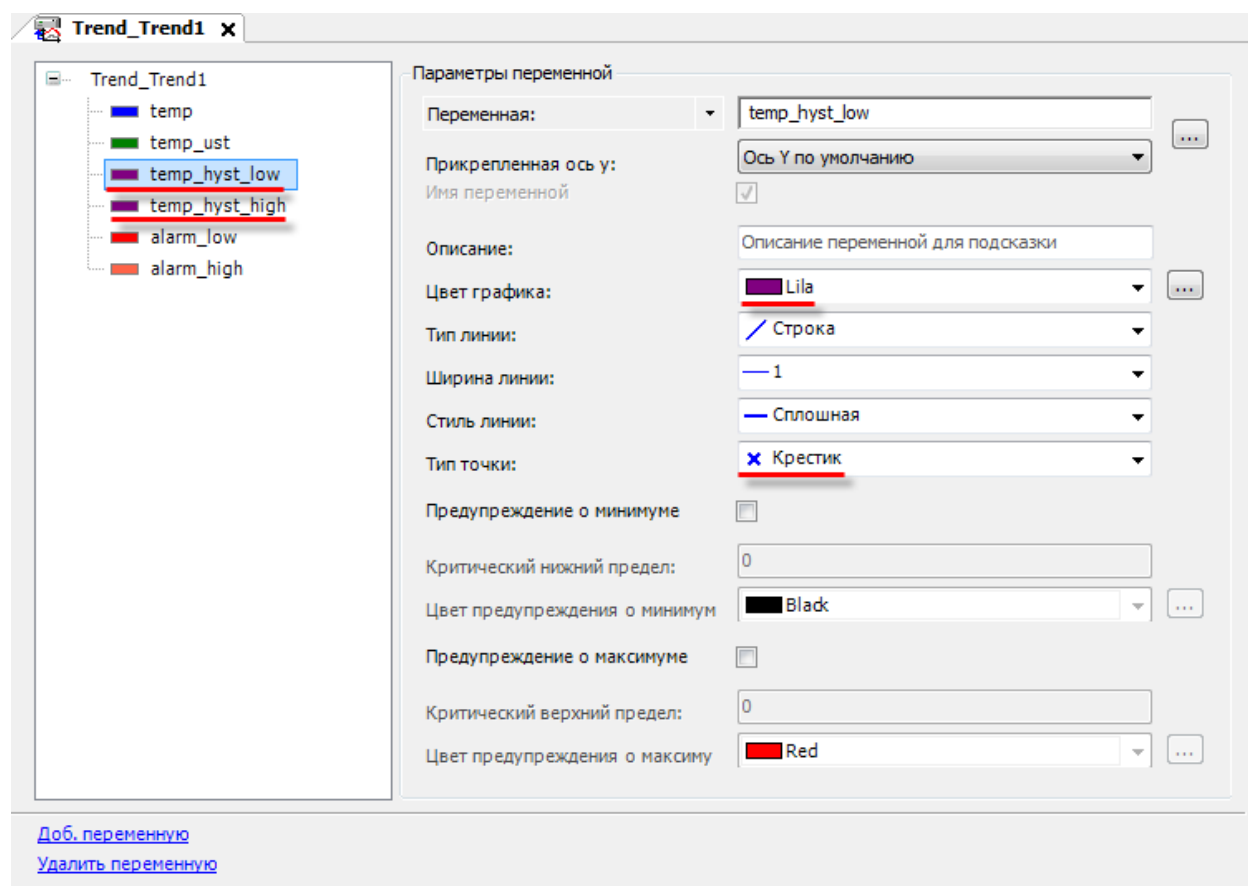 Trend_Trend1 x
Trend_Trend1
temp
temp_ust
temp_hyst_low
temp_hyst_high
alarm_low
alarm_high
Параметры переменной
Переменная: temp_hyst_low ...
Прикрепленная ось y: Ось Y по умолчанию
Имя переменной
Описание: Описание переменной для подсказки
Цвет графика: Lila ...
Тип линии: Строка
Ширина линии: 1
Стиль линии: Сплошная
Тип точки: Крестик
Предупреждение о минимуме
Критический нижний предел: 0
Цвет предупреждения о минимум Black ...
Предупреждение о максимуме
Критический верхний предел: 0
Цвет предупреждения о максиму Red ...
Доб. переменную
Удалить переменную